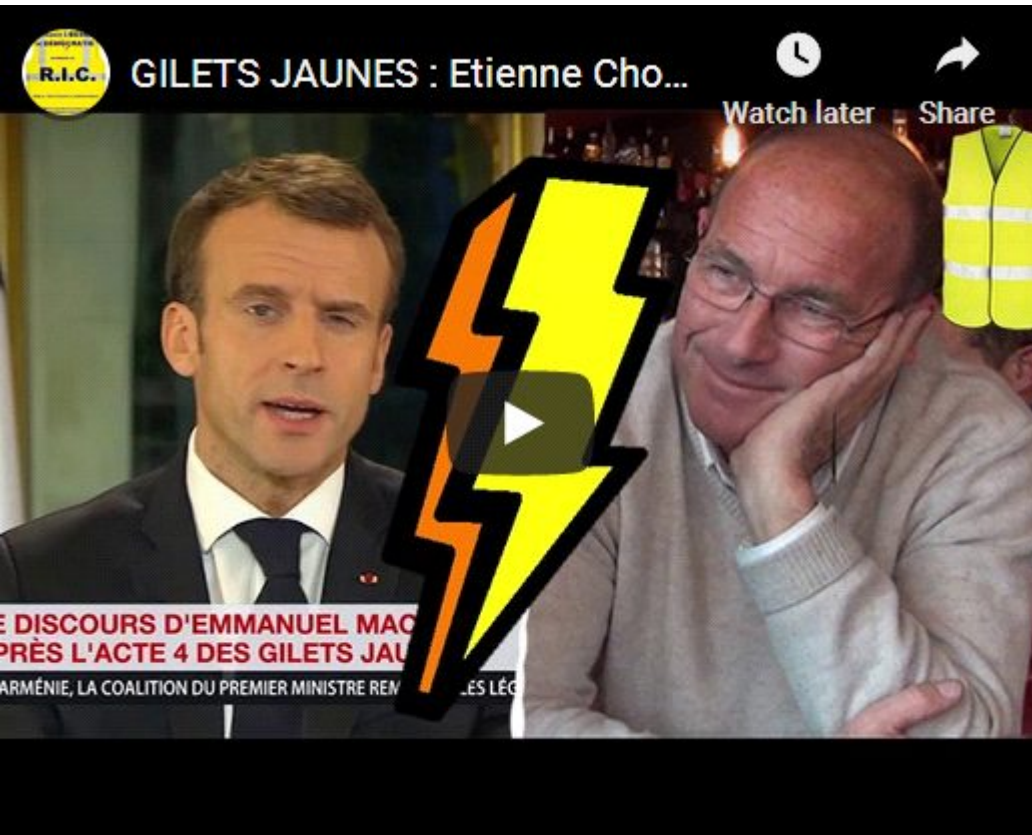 R.I.C.
GILETS JAUNES : Etienne Cho...
Watch later
Share
E DISCOURS D'EMMANUEL MAC
PRÈS L'ACTE 4 DES GILETS JAU
ARMÉNIE, LA COALITION DU PREMIER MINISTRE REM LES LÉG